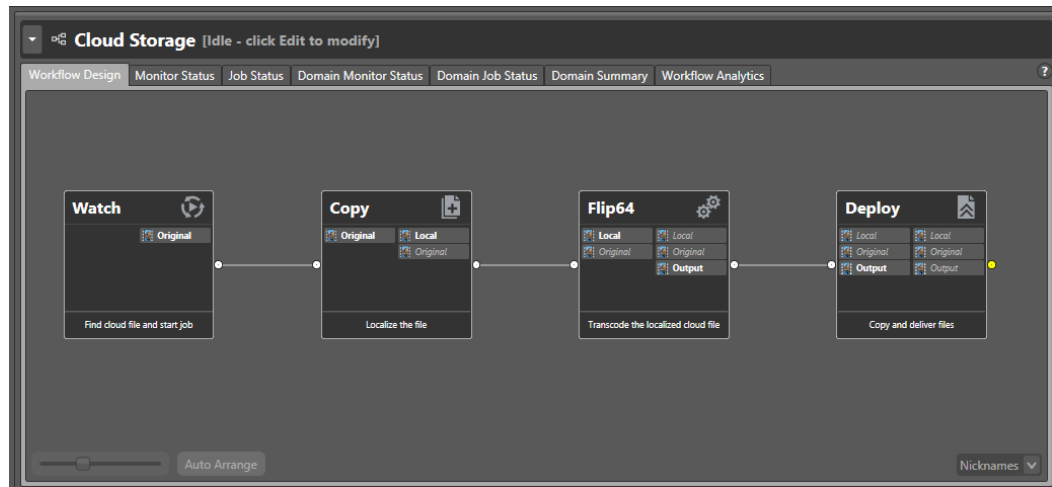 Cloud Storage [Idle - click Edit to modify]
Workflow Design Monitor Status Job Status Domain Monitor Status Domain Job Status Domain Summary Workflow Analytics ?
Watch
Original
Find cloud file and start job
Copy
Original Local
Original
Localize the file
Flip64
Local Local
Original Original
Output
Transcode the localized cloud file
Deploy
Local Local
Original Original
Output Output
Copy and deliver files
Auto Arrange
Nicknames